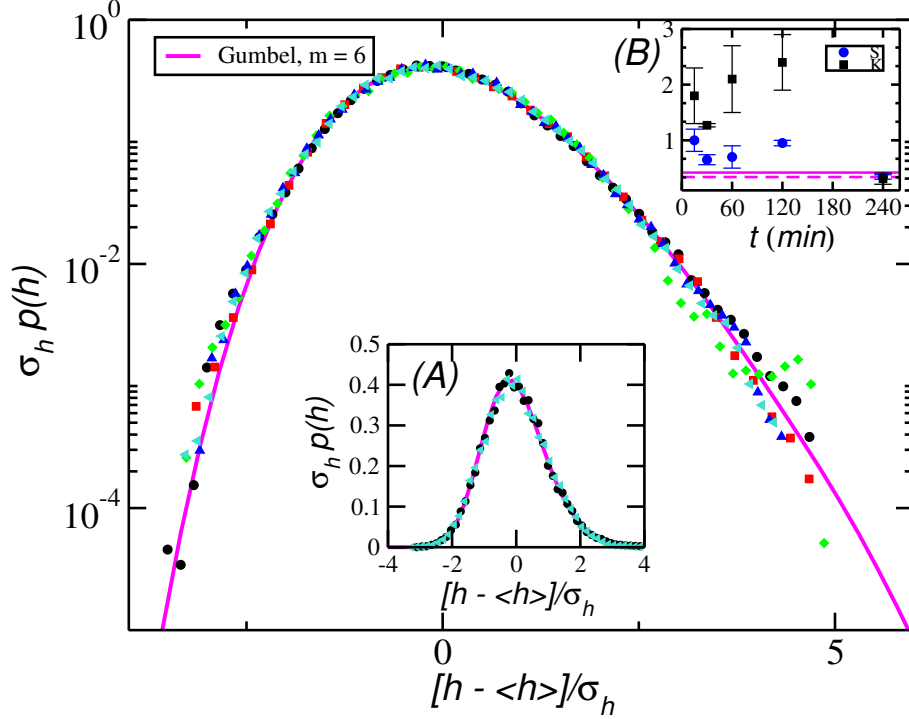 10^0
Gumbel, m = 6
(B)
3
2
1
S
K
0 60 120 180 240
t (min)
10^-2
σ_h p(h)
10^-4
0.5
0.4
0.3
0.2
0.1
0
(A)
σ_h p(h)
-4 -2 0 2 4
[h - <h>]/σ_h
0 5
[h - <h>]/σ_h